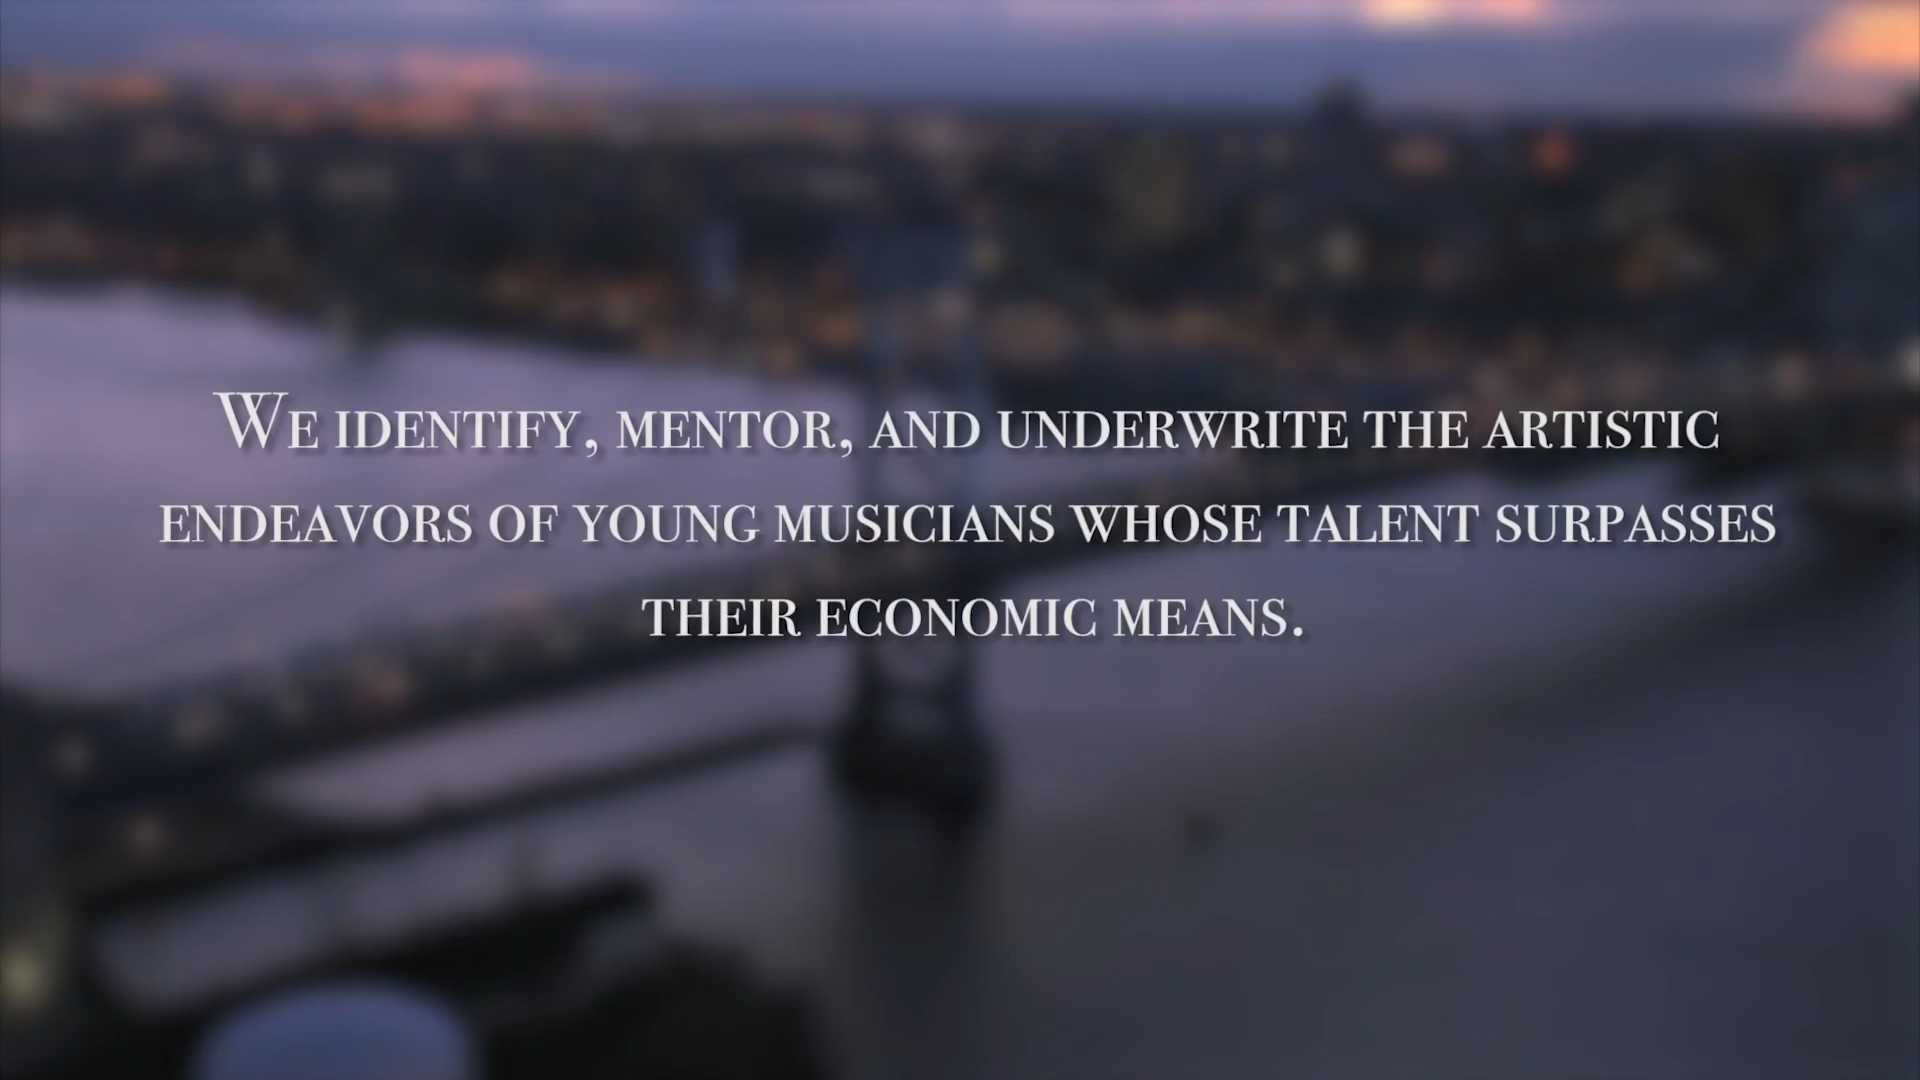 We identify, mentor, and underwrite the artistic
endeavors of young musicians whose talent surpasses
their economic means.